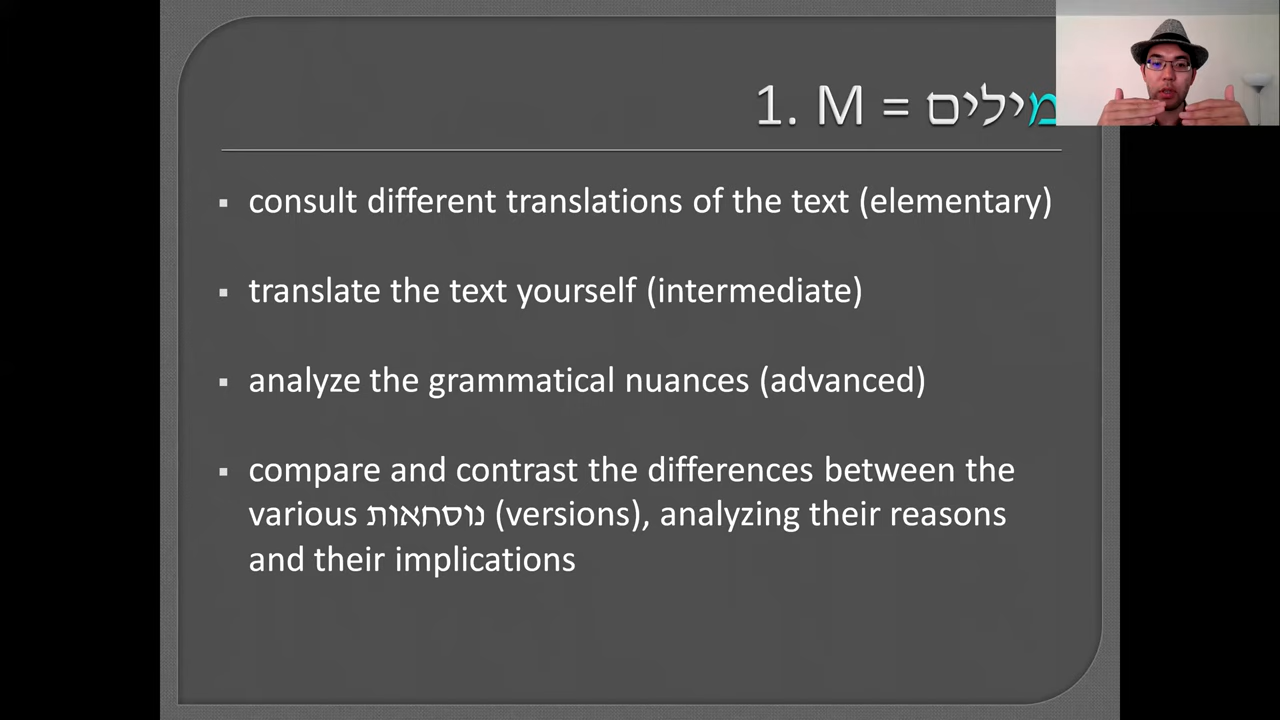 1. M = מילים
▪ consult different translations of the text (elementary)
▪ translate the text yourself (intermediate)
▪ analyze the grammatical nuances (advanced)
▪ compare and contrast the differences between the
various נוסחאות (versions), analyzing their reasons
and their implications